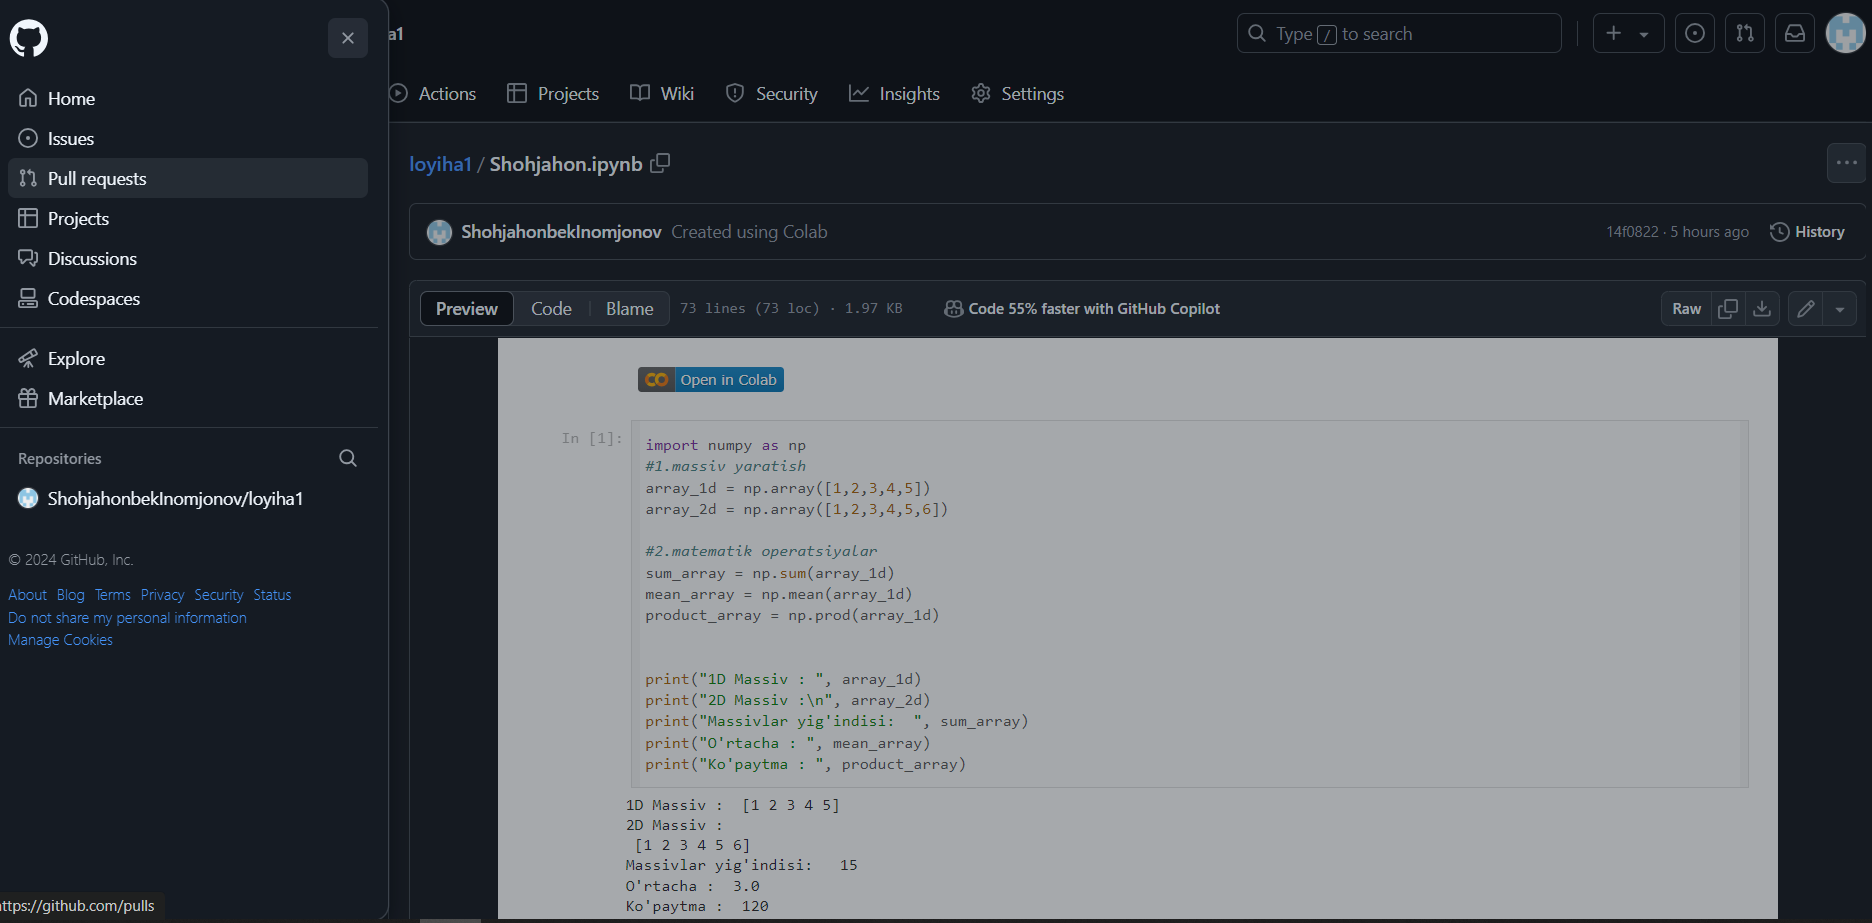 Home
Issues
Pull requests
Projects
Discussions
Codespaces
Explore
Marketplace
Repositories
ShohjahonbekInomjonov/loyiha1
© 2024 GitHub, Inc.
About Blog Terms Privacy Security Status
Do not share my personal information
Manage Cookies
https://github.com/pulls
a1
Type / to search
Actions
Projects
Wiki
Security
Insights
Settings
loyiha1 / Shohjahon.ipynb
ShohjahonbekInomjonov Created using Colab
14f0822 · 5 hours ago
History
Preview
Code
Blame
73 lines (73 loc) · 1.97 KB
Code 55% faster with GitHub Copilot
Raw
Open in Colab
In [1]:
import numpy as np
#1.massiv yaratish
array_1d = np.array([1,2,3,4,5])
array_2d = np.array([1,2,3,4,5,6])
#2.matematik operatsiyalar
sum_array = np.sum(array_1d)
mean_array = np.mean(array_1d)
product_array = np.prod(array_1d)
print("1D Massiv : ", array_1d)
print("2D Massiv :\n", array_2d)
print("Massivlar yig'indisi:  ", sum_array)
print("O'rtacha : ", mean_array)
print("Ko'paytma : ", product_array)
1D Massiv :  [1 2 3 4 5]
2D Massiv :
 [1 2 3 4 5 6]
Massivlar yig'indisi:   15
O'rtacha :  3.0
Ko'paytma :  120